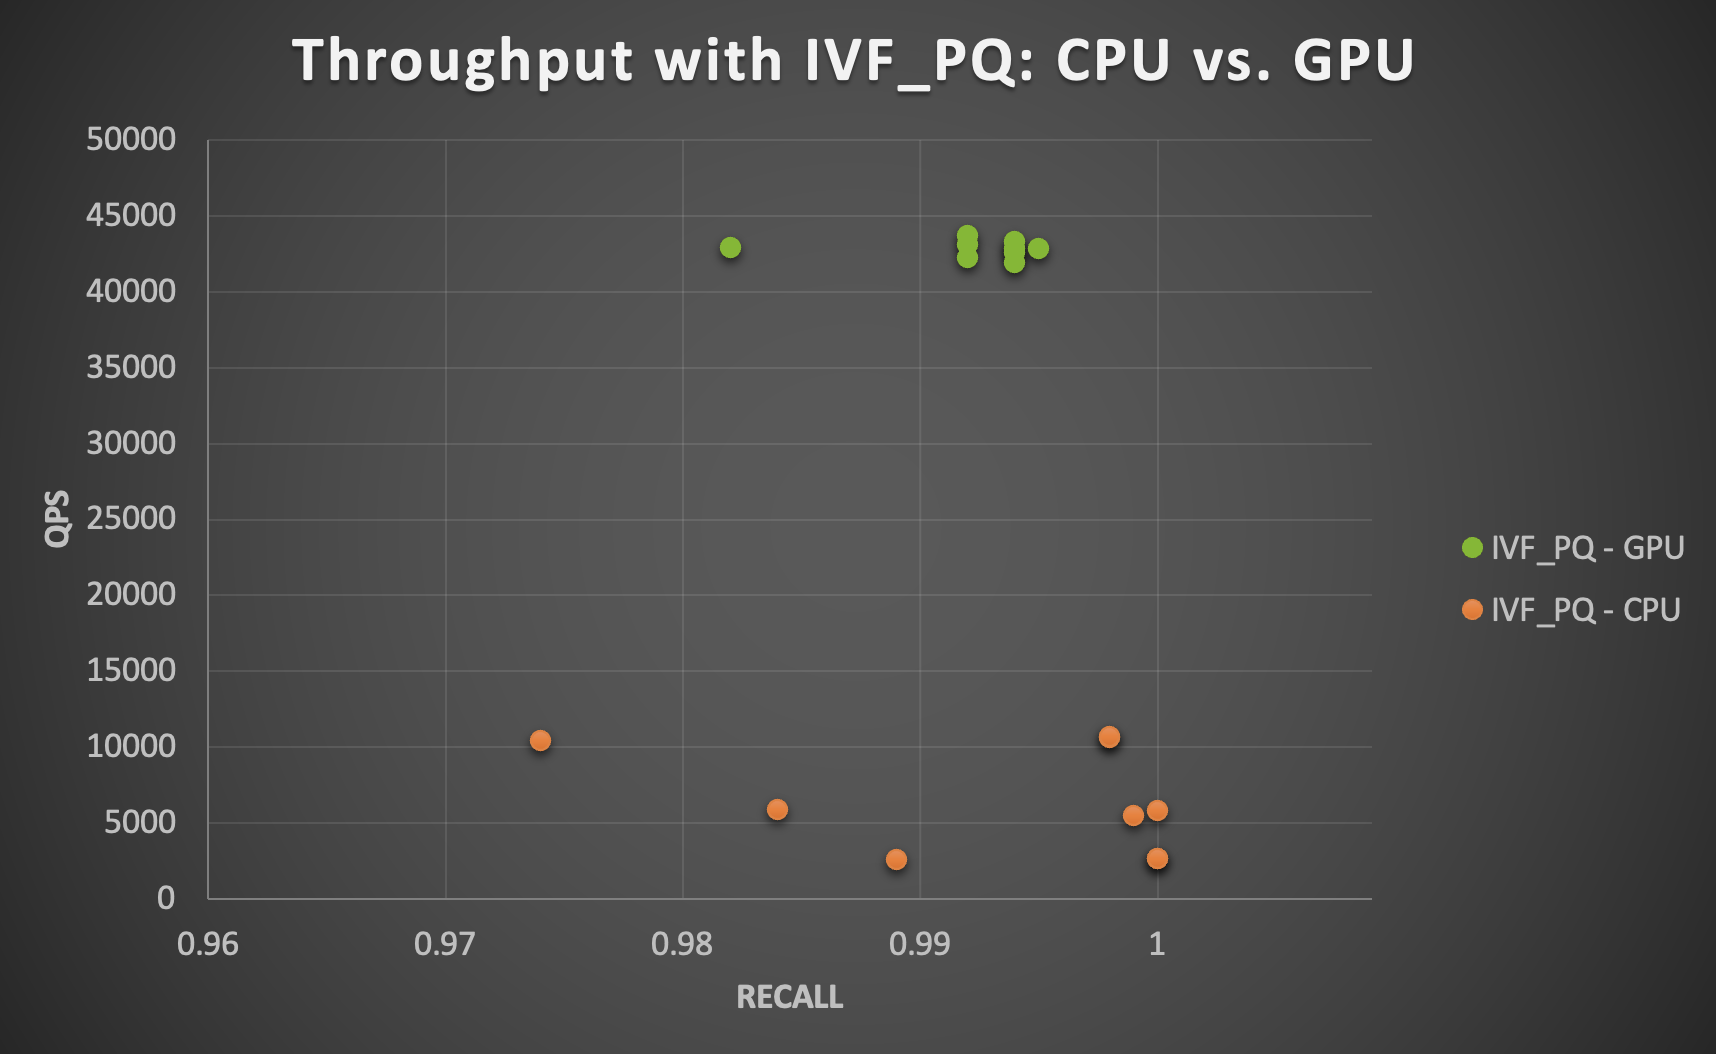 Throughput with IVF_PQ: CPU vs. GPU
50000
45000
40000
35000
30000
25000
20000
15000
10000
5000
0
QPS
0.96 0.97 0.98 0.99 1
RECALL
IVF_PQ - GPU
IVF_PQ - CPU